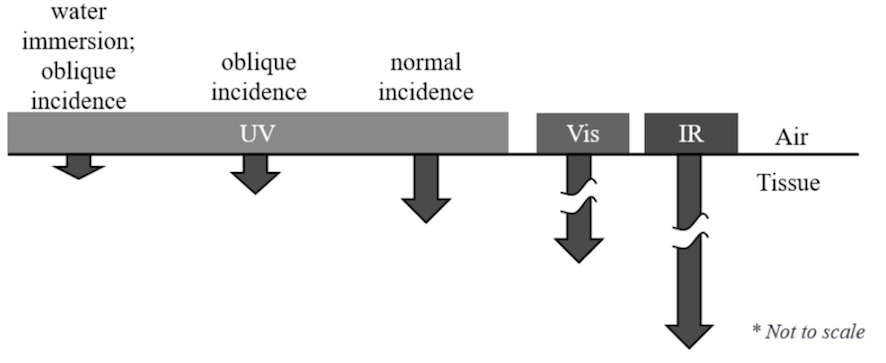 water
immersion;
oblique
incidence
oblique
incidence
normal
incidence
UV
Vis
IR
Air
Tissue
* Not to scale